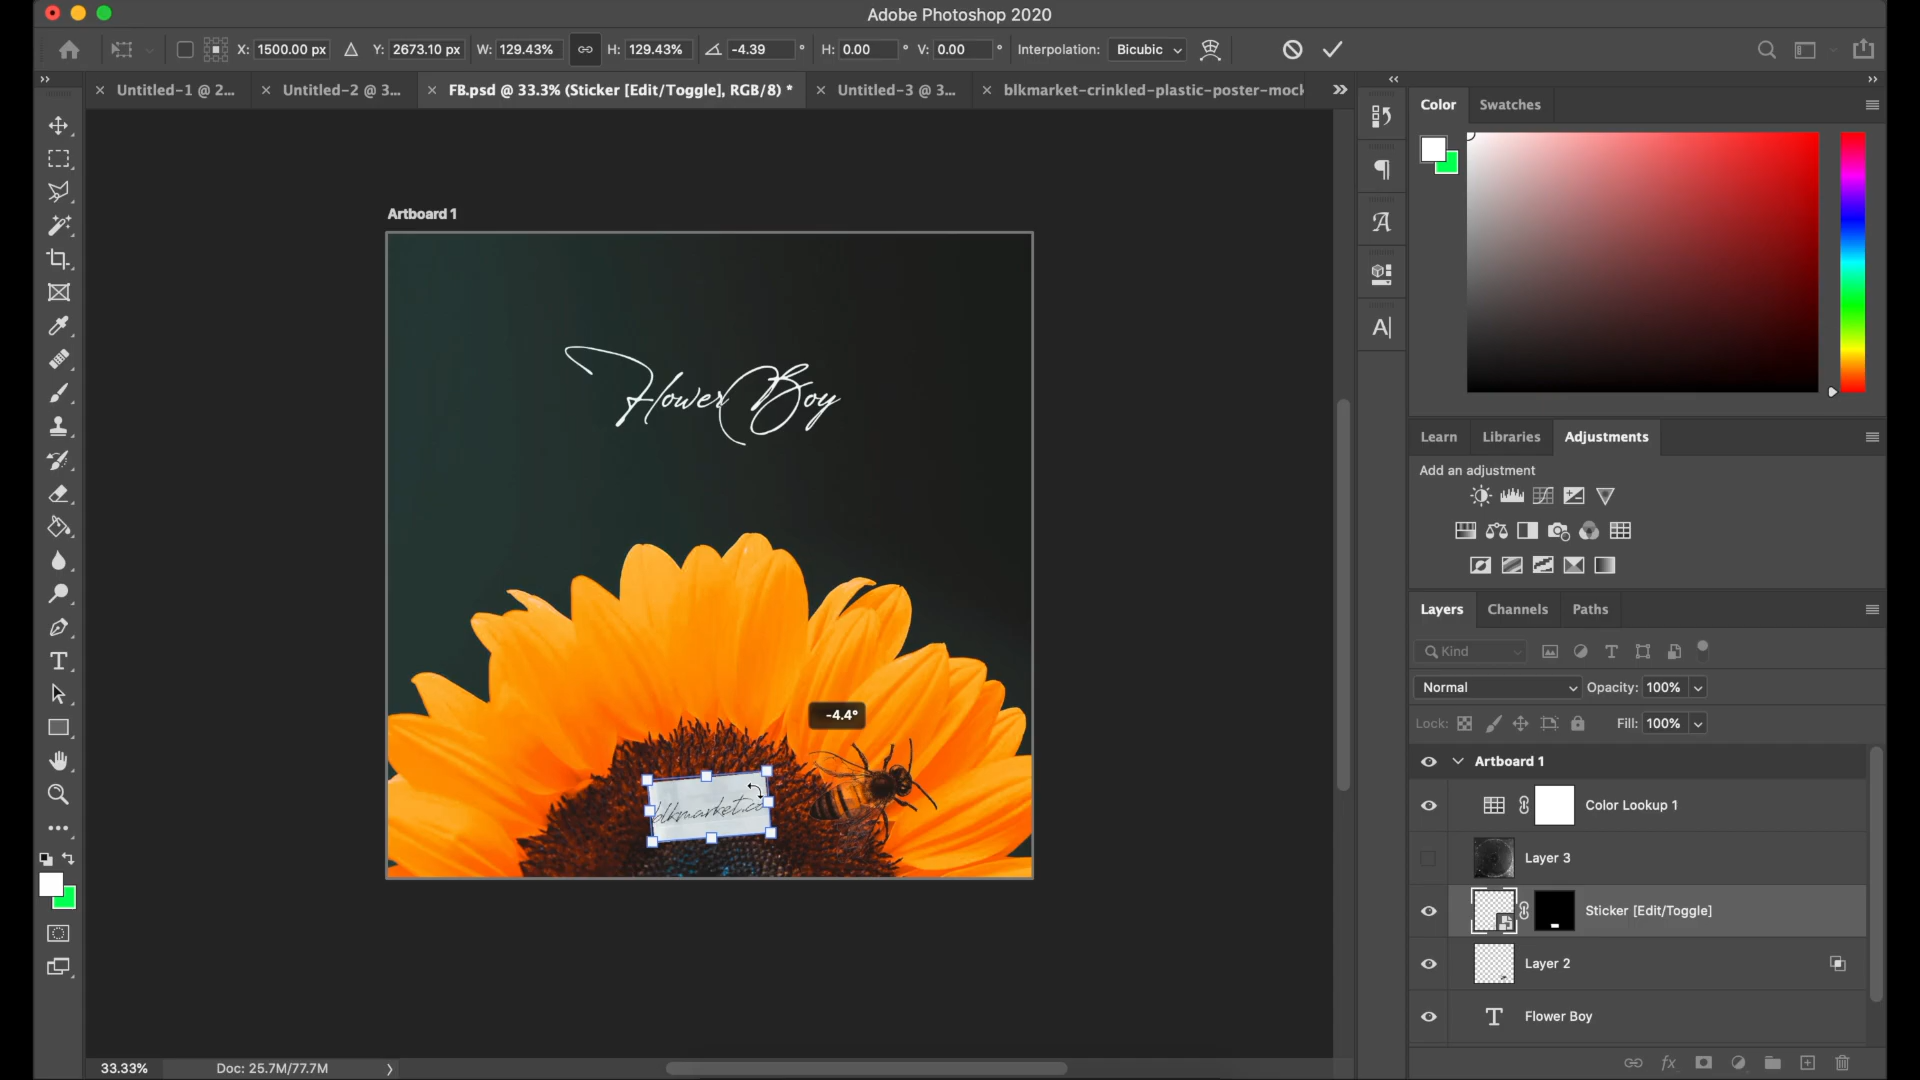 Adobe Photoshop 2020
X: 1500.00 px Y: 2673.10 px W: 129.43% H: 129.43% -4.39 ° H: 0.00 ° V: 0.00 ° Interpolation: Bicubic
Untitled-1 @ 2... Untitled-2 @ 3... FB.psd @ 33.3% (Sticker [Edit/Toggle], RGB/8) * Untitled-3 @ 3... blkmarket-crinkled-plastic-poster-mock
Color Swatches
Artboard 1
Flower Boy
Learn Libraries Adjustments
Add an adjustment
Layers Channels Paths
Kind
Normal Opacity: 100%
-4.4°
Lock: Fill: 100%
Artboard 1
blkmarket.co
Color Lookup 1
Layer 3
Sticker [Edit/Toggle]
Layer 2
Flower Boy
33.33% Doc: 25.7M/77.7M